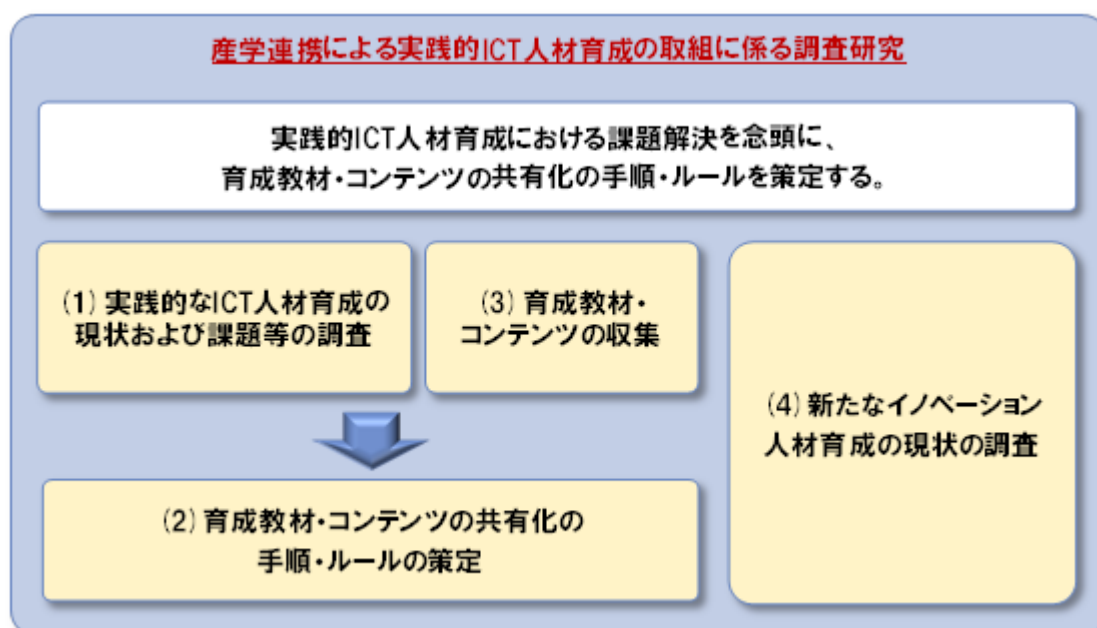 産学連携による実践的ICT人材育成の取組に係る調査研究
実践的ICT人材育成における課題解決を念頭に、
育成教材・コンテンツの共有化の手順・ルールを策定する。
(1) 実践的なICT人材育成の
現状および課題等の調査
(3) 育成教材・
コンテンツの収集
(4) 新たなイノベーション
人材育成の現状の調査
(2) 育成教材・コンテンツの共有化の
手順・ルールの策定